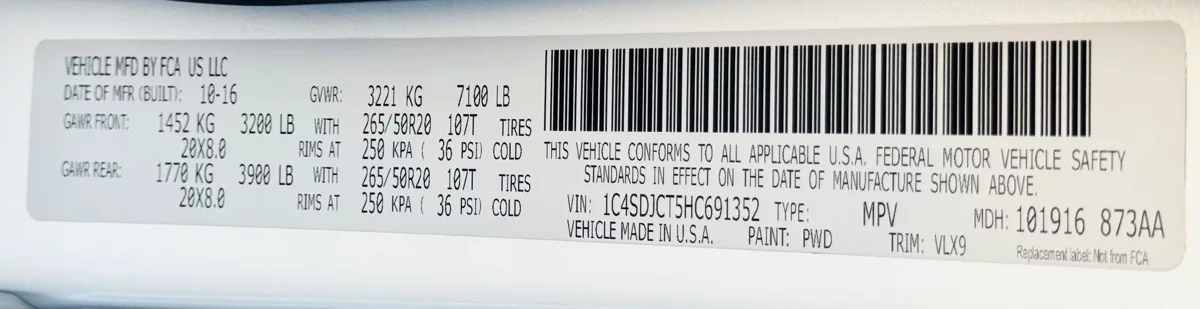 VEHICLE MFD BY FCA US LLC
DATE OF MFR (BUILT): 10-16 GVWR: 3221 KG 7100 LB
GAWR FRONT: 1452 KG 3200 LB WITH 265/50R20 107T TIRES
20X8.0 RIMS AT 250 KPA ( 36 PSI) COLD
GAWR REAR: 1770 KG 3900 LB WITH 265/50R20 107T TIRES
20X8.0 RIMS AT 250 KPA ( 36 PSI) COLD
THIS VEHICLE CONFORMS TO ALL APPLICABLE U.S.A. FEDERAL MOTOR VEHICLE SAFETY
STANDARDS IN EFFECT ON THE DATE OF MANUFACTURE SHOWN ABOVE.
VIN: 1C4SDJCT5HC691352 TYPE: MPV MDH: 101916 873AA
VEHICLE MADE IN U.S.A. PAINT: PWD TRIM: VLX9
Replacement label: Not from FCA